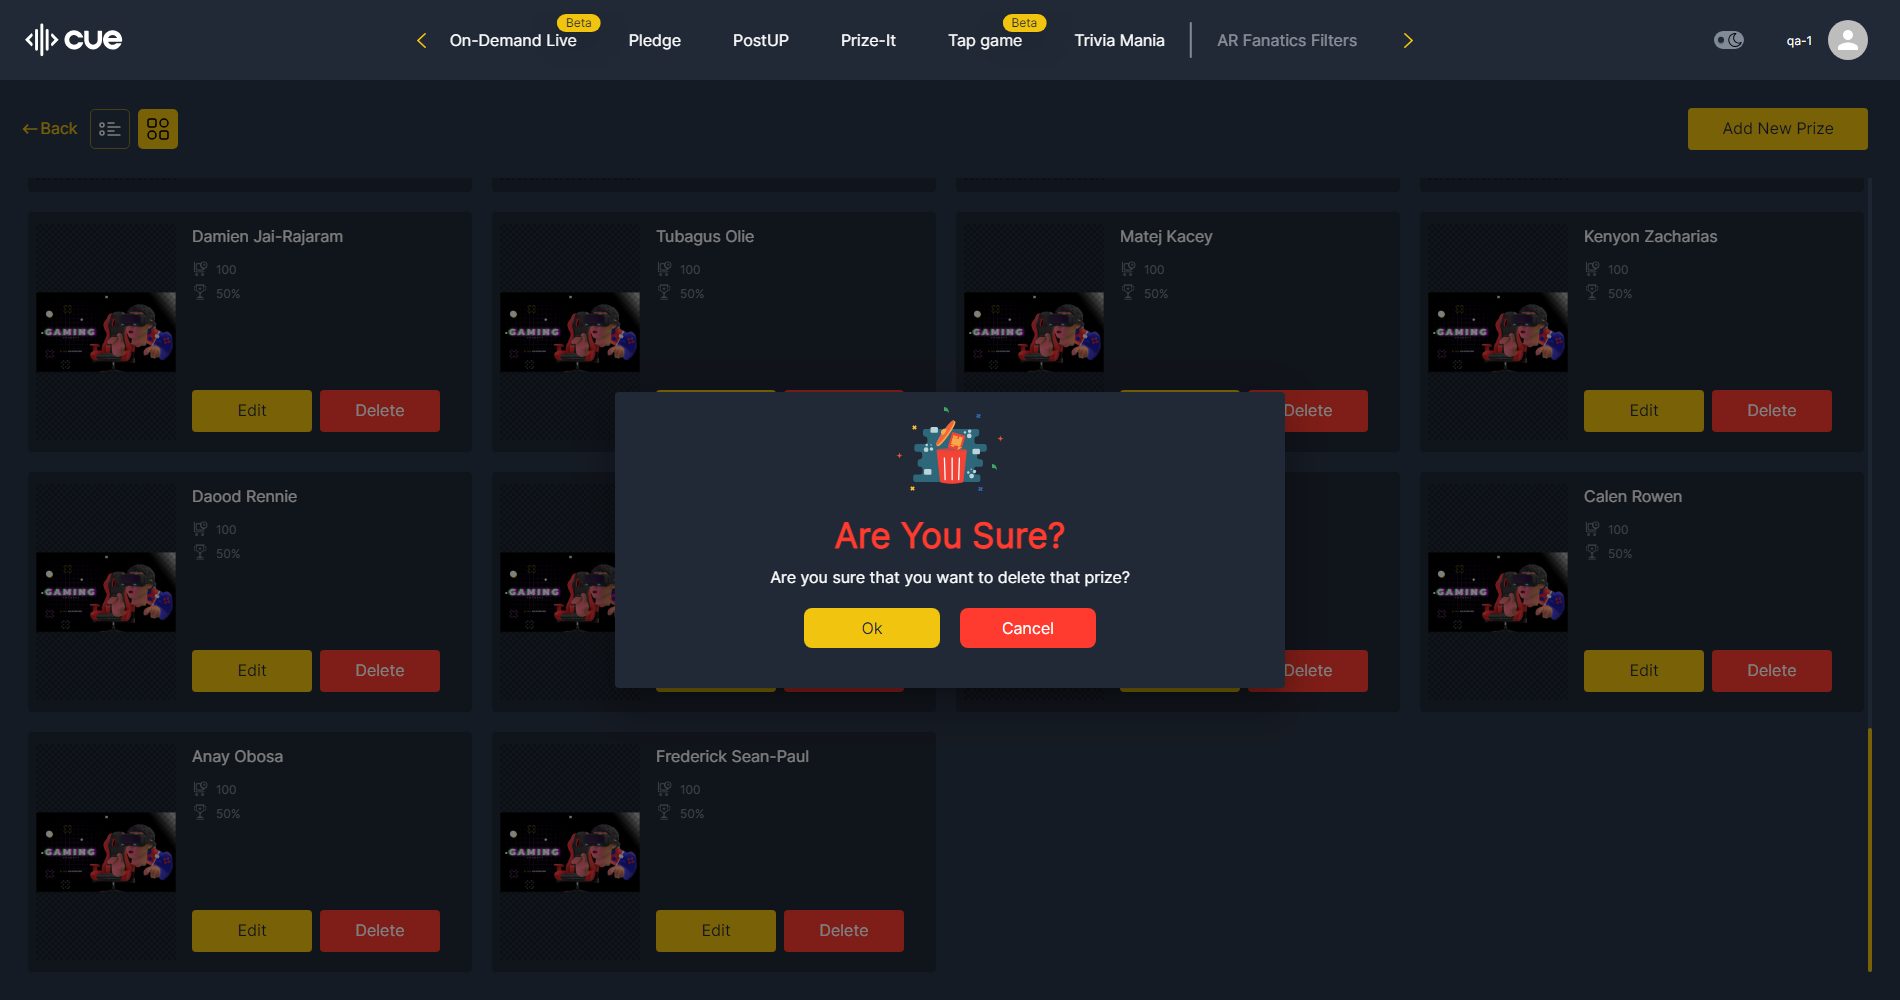 cue
On-Demand Live
Beta
Pledge
PostUP
Prize-It
Tap game
Beta
Trivia Mania
AR Fanatics Filters
qa-1
Back
Add New Prize
Damien Jai-Rajaram
100
50%
GAMING
Edit
Delete
Tubagus Olie
100
50%
GAMING
Matej Kacey
100
50%
GAMING
Delete
Kenyon Zacharias
100
50%
GAMING
Edit
Delete
Are You Sure?
Are you sure that you want to delete that prize?
Ok
Cancel
Daood Rennie
100
50%
GAMING
Edit
Delete
GAMING
Delete
Calen Rowen
100
50%
GAMING
Edit
Delete
Anay Obosa
100
50%
GAMING
Edit
Delete
Frederick Sean-Paul
100
50%
GAMING
Edit
Delete